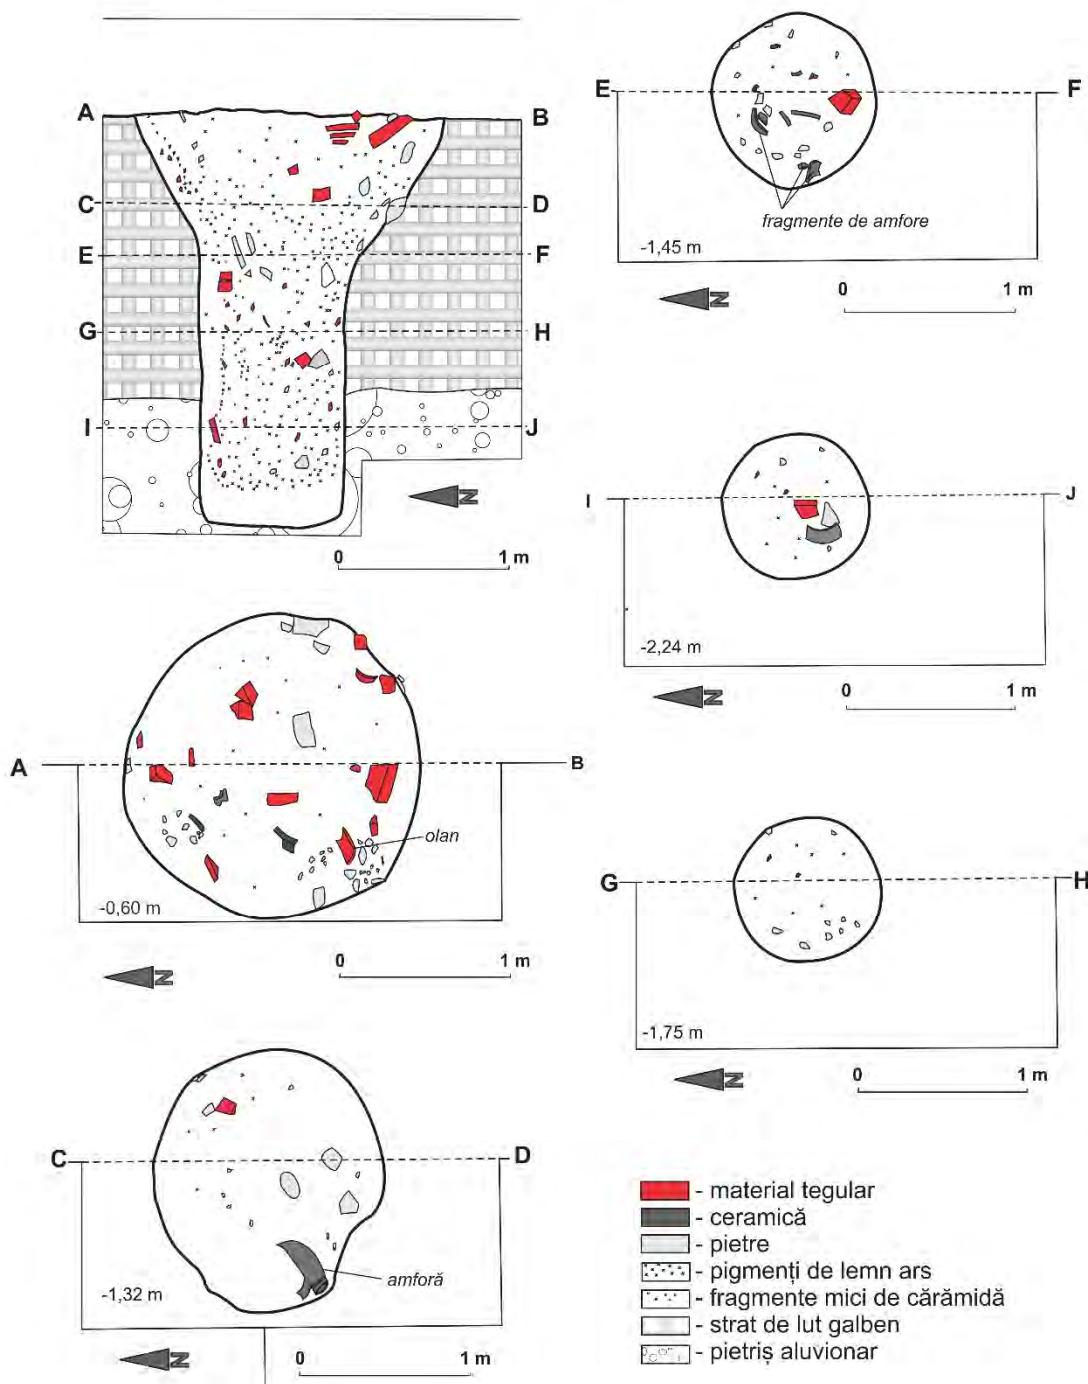 A
B
C
D
E
F
G
H
I
J
N
0 1 m
E
F
fragmente de amfore
-1,45 m
N
0 1 m
I
J
-2,24 m
N
0 1 m
A
B
olan
-0,60 m
N
0 1 m
G
H
-1,75 m
N
0 1 m
C
D
amforă
-1,32 m
N
0 1 m
- material tegular
- ceramică
- pietre
- pigmenți de lemn ars
- fragmente mici de cărămidă
- strat de lut galben
- pietriș aluvionar